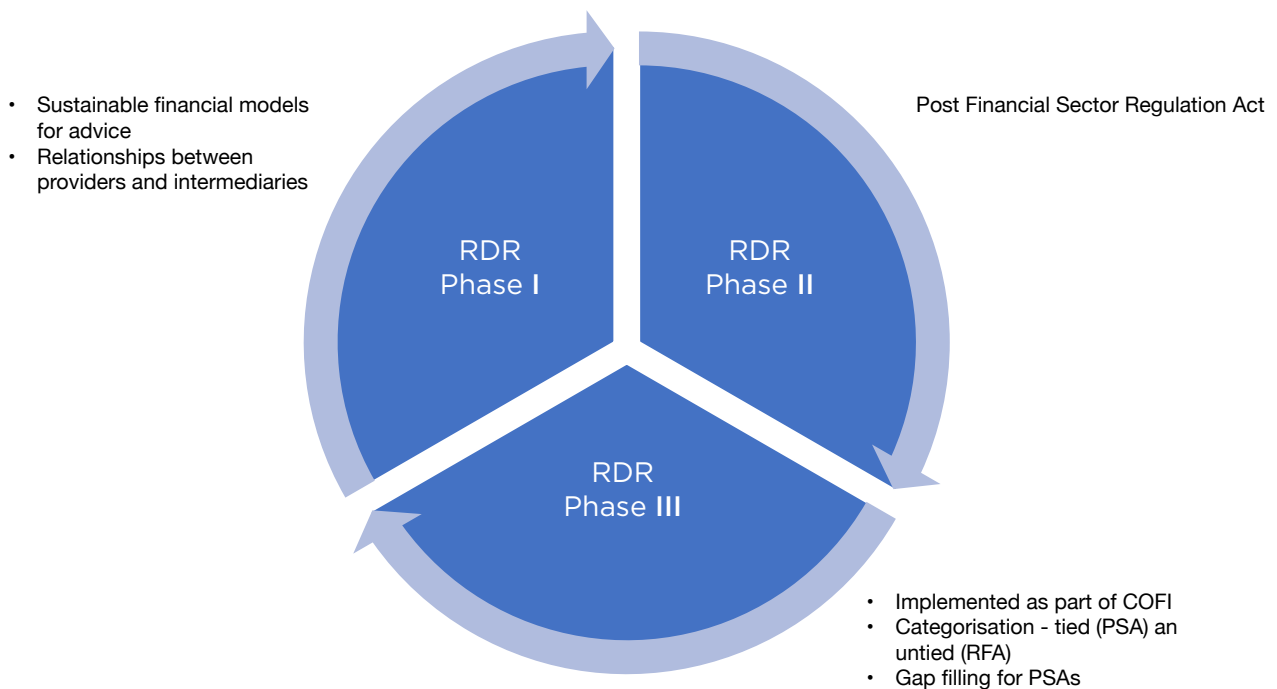 • Sustainable financial models
for advice
• Relationships between
providers and intermediaries
Post Financial Sector Regulation Act
RDR
Phase I
RDR
Phase II
RDR
Phase III
• Implemented as part of COFI
• Categorisation - tied (PSA) an
untied (RFA)
• Gap filling for PSAs